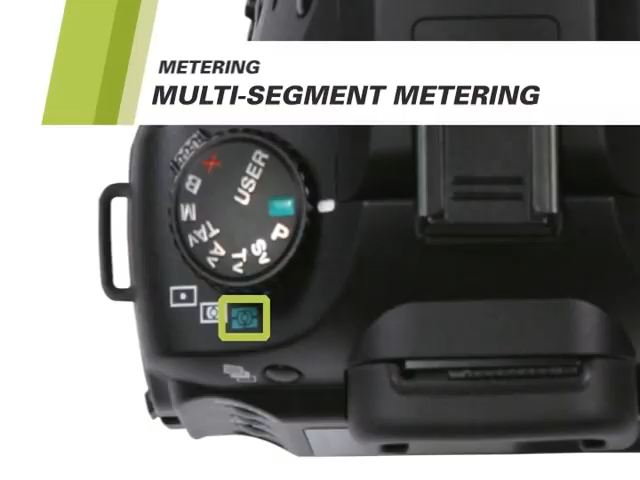 METERING
MULTI-SEGMENT METERING
USER
P
Sv
Tv
Av
TAv
M
B
X